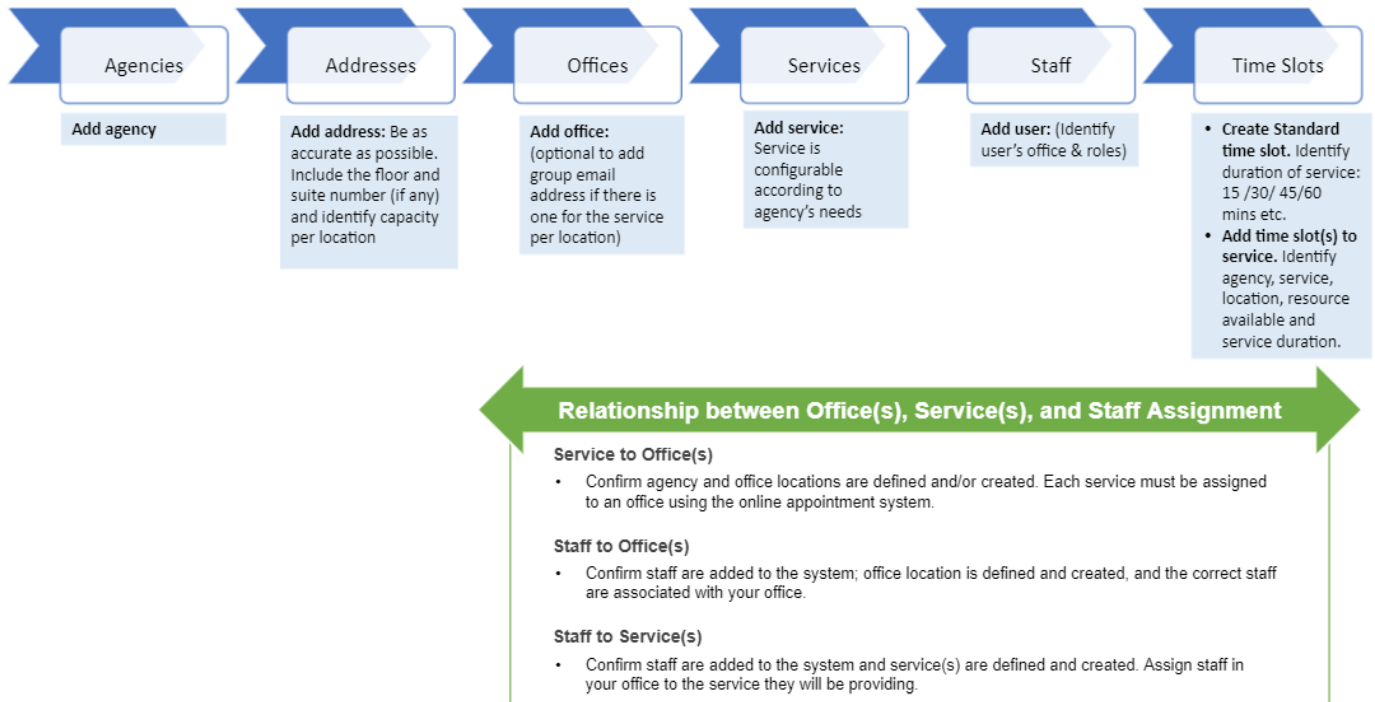 Agencies
Addresses
Offices
Services
Staff
Time Slots
Add agency
Add address: Be as
accurate as possible.
Include the floor and
suite number (if any)
and identify capacity
per location
Add office:
(optional to add
group email
address if there is
one for the service
per location)
Add service:
Service is
configurable
according to
agency's needs
Add user: (Identify
user's office & roles)
• Create Standard
time slot. Identify
duration of service:
15 /30/ 45/60
mins etc.
• Add time slot(s) to
service. Identify
agency, service,
location, resource
available and
service duration.
Relationship between Office(s), Service(s), and Staff Assignment
Service to Office(s)
• Confirm agency and office locations are defined and/or created. Each service must be assigned
to an office using the online appointment system.
Staff to Office(s)
• Confirm staff are added to the system; office location is defined and created, and the correct staff
are associated with your office.
Staff to Service(s)
• Confirm staff are added to the system and service(s) are defined and created. Assign staff in
your office to the service they will be providing.